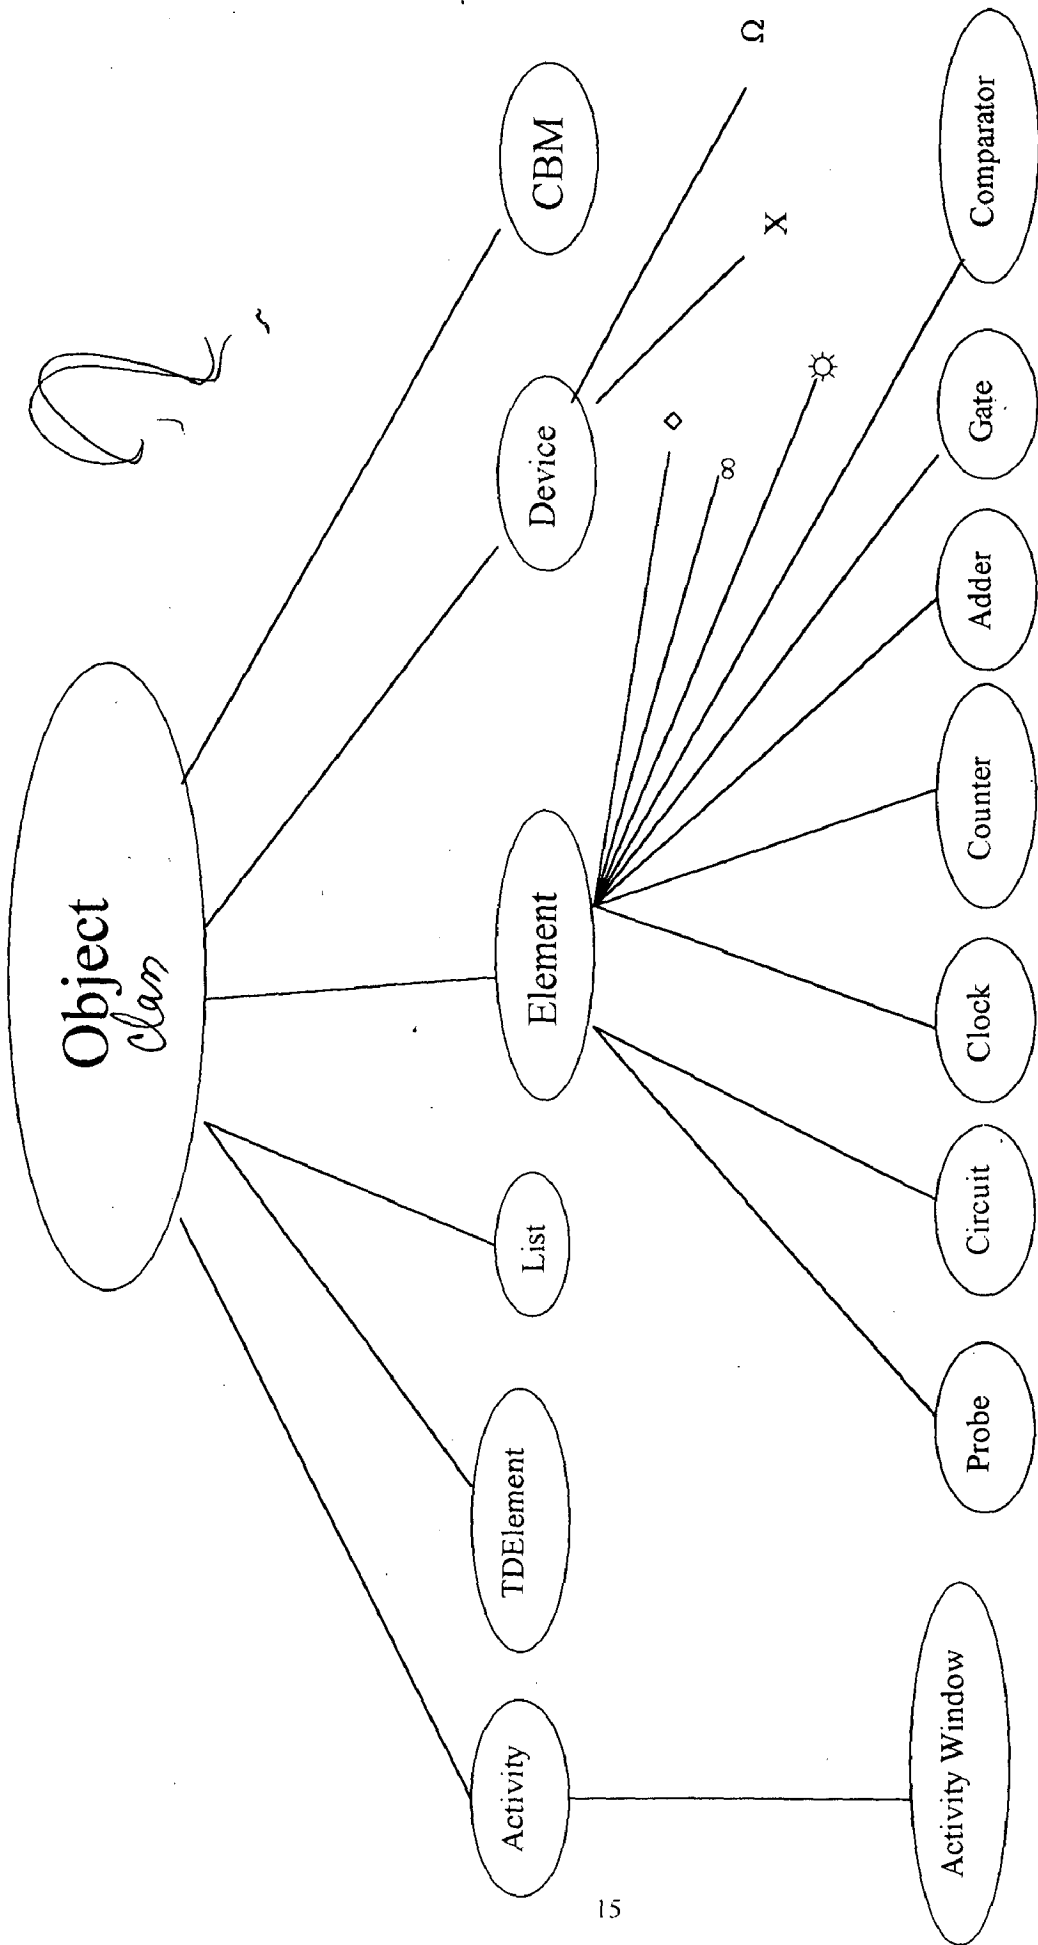 Object
Class
Activity
TDElement
List
Element
Device
CBM
◇
∞
☼
X
Ω
Activity Window
Probe
Circuit
Clock
Counter
Adder
Gate
Comparator
15